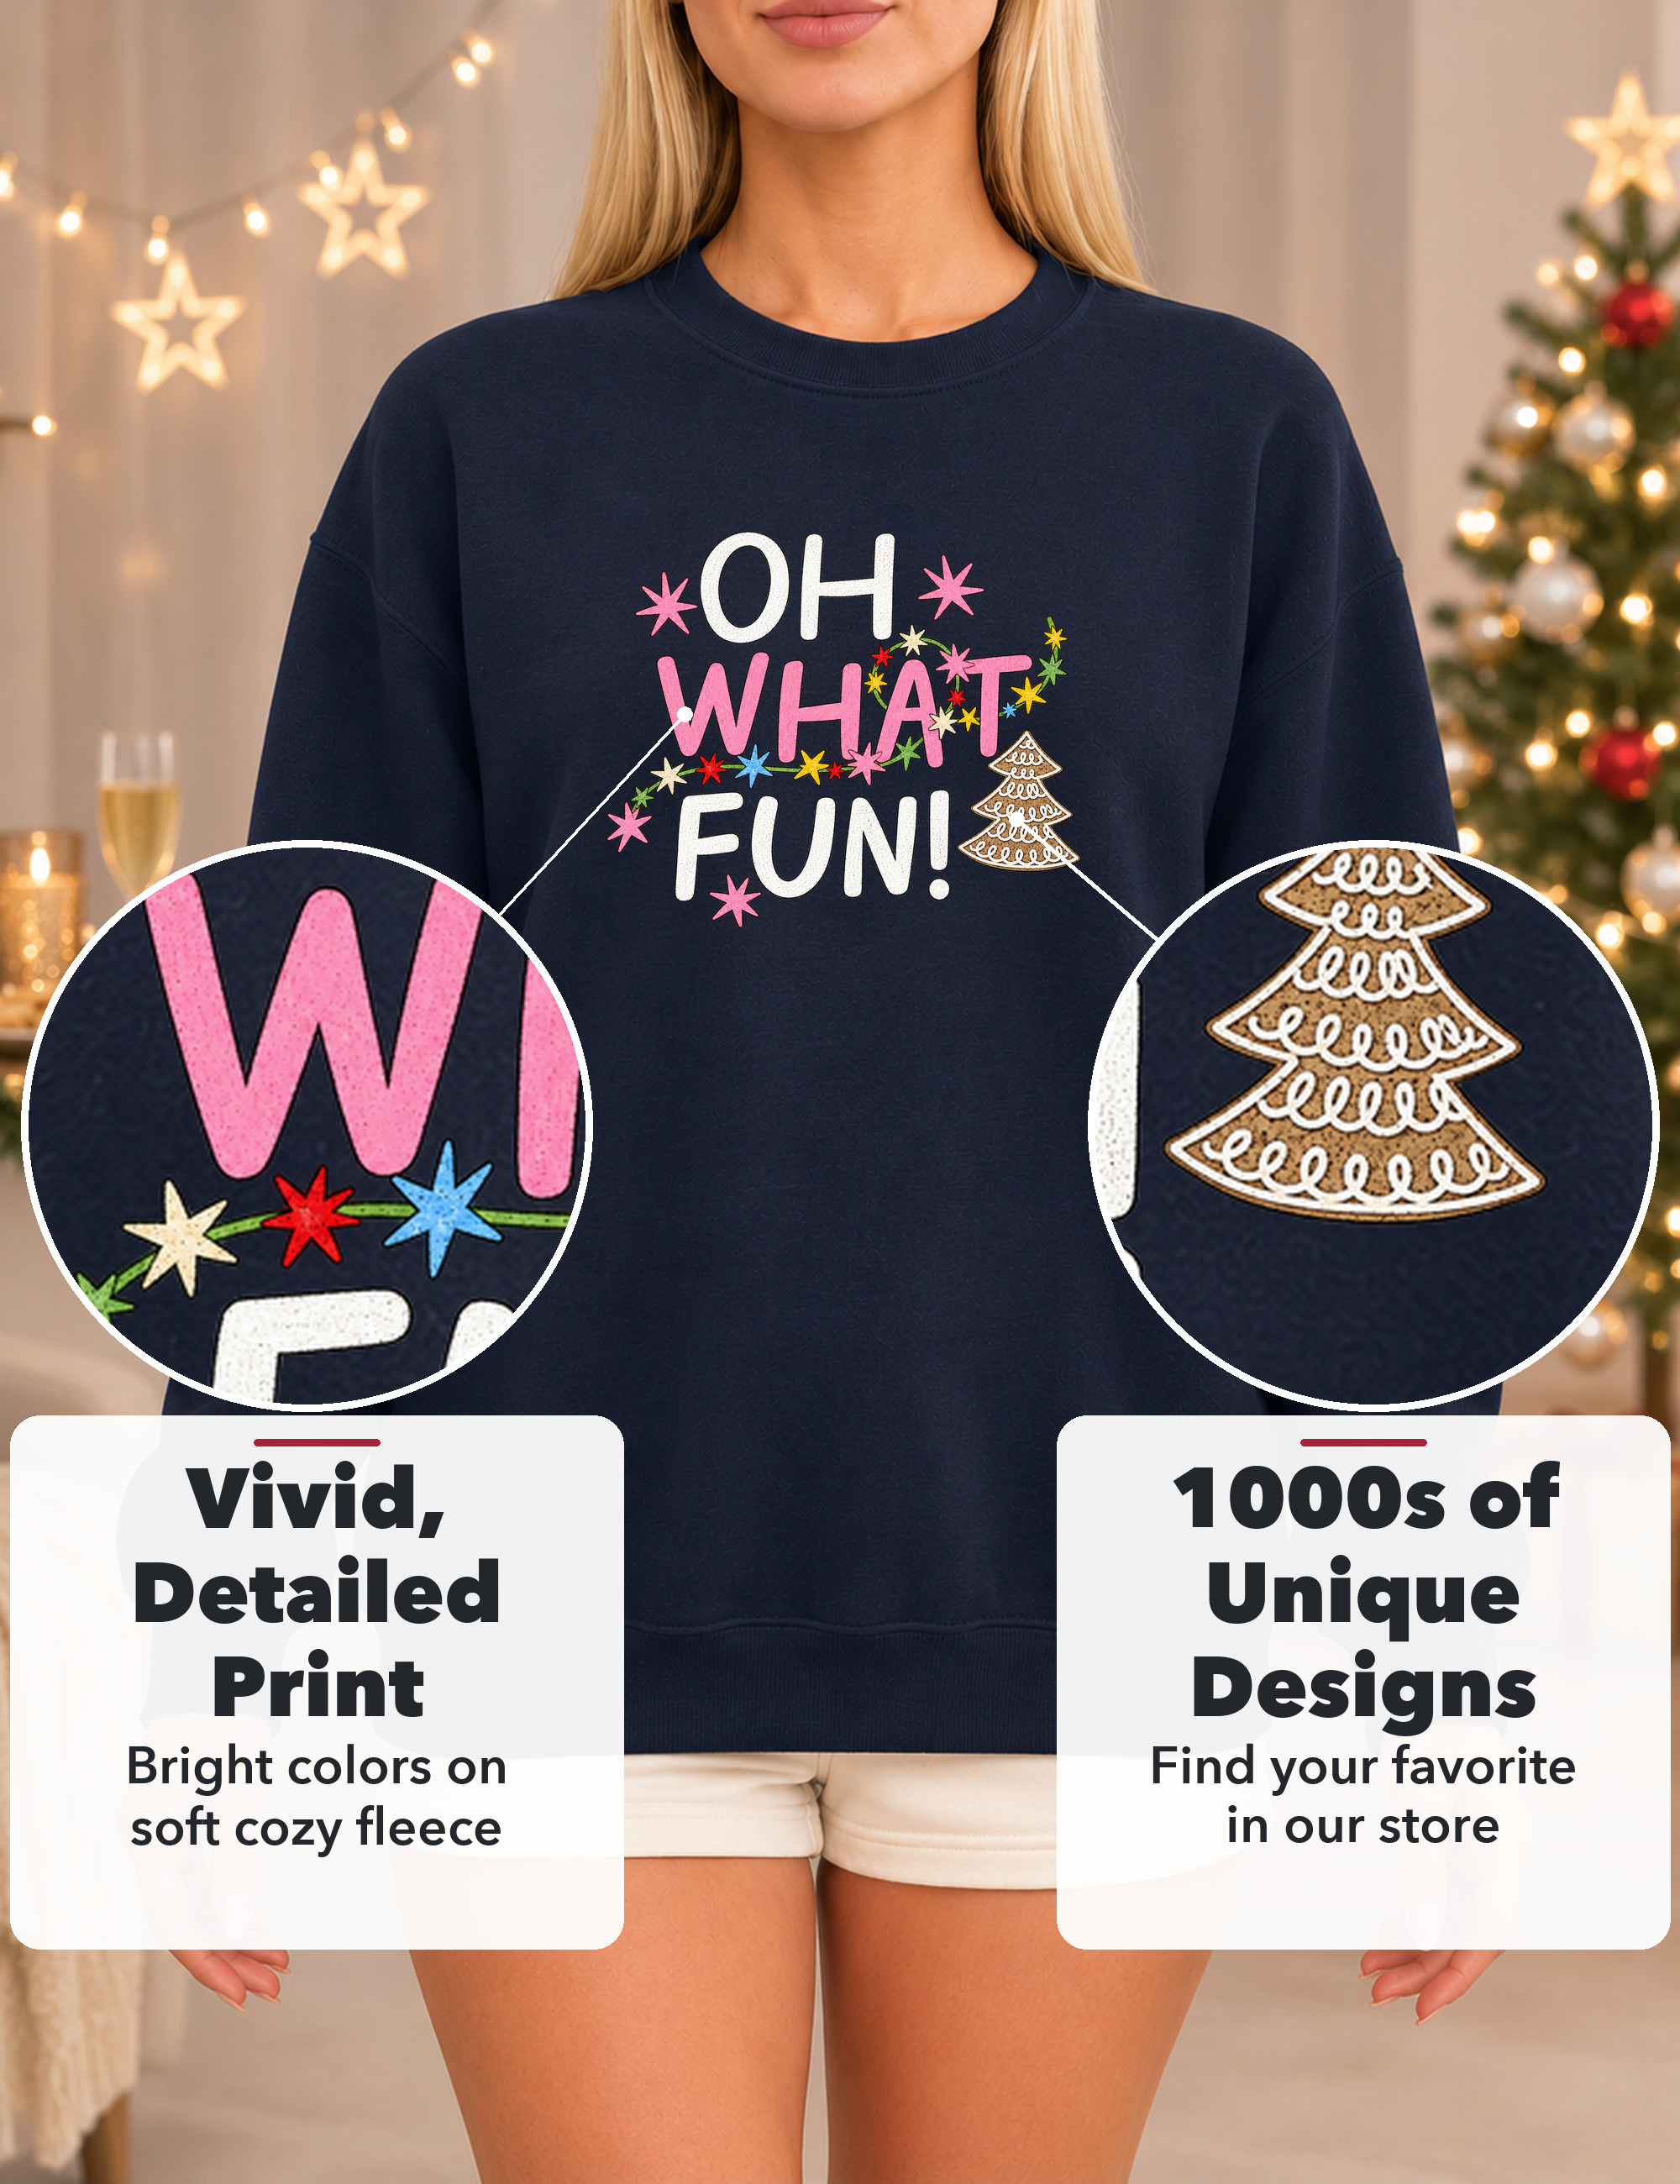 OH
WHAT
FUN!
Vivid,
Detailed
Print
Bright colors on
soft cozy fleece
1000s of
Unique
Designs
Find your favorite
in our store